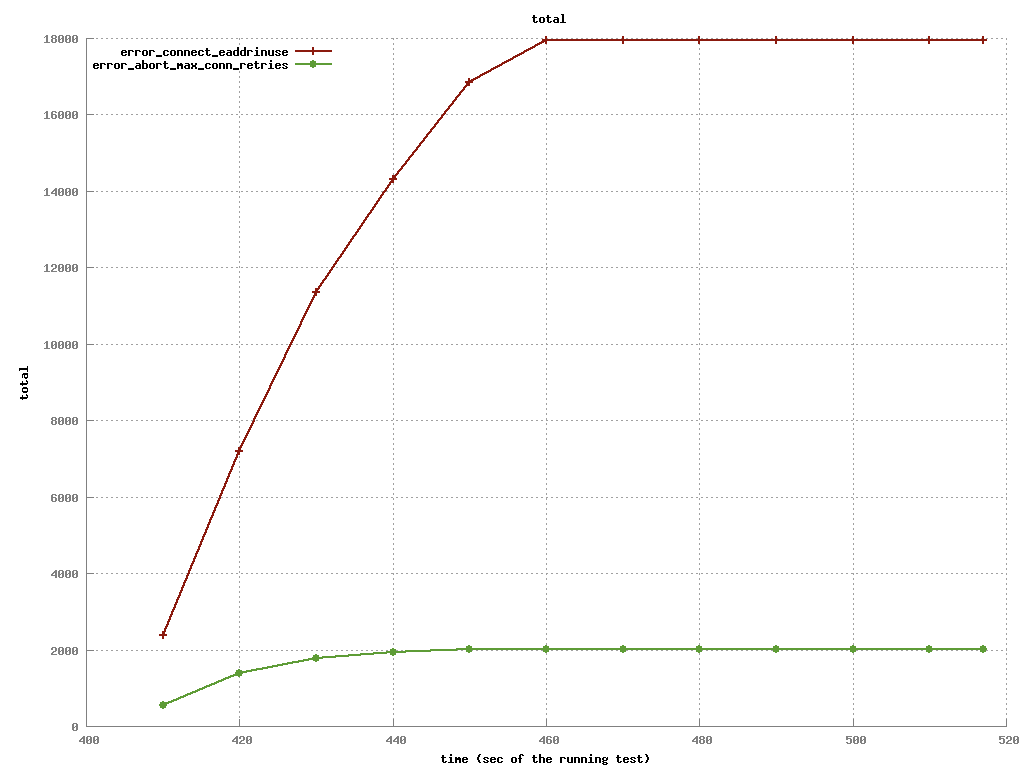 total
18000
error_connect_eaddrinuse
error_abort_max_conn_retries
16000
14000
12000
10000
total
8000
6000
4000
2000
0
400 420 440 460 480 500 520
time (sec of the running test)